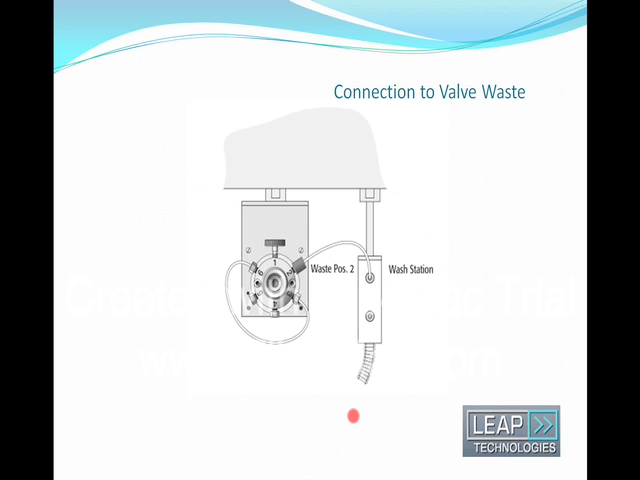 Connection to Valve Waste
Waste Pos. 2
Wash Station
1
2
LEAP
TECHNOLOGIES